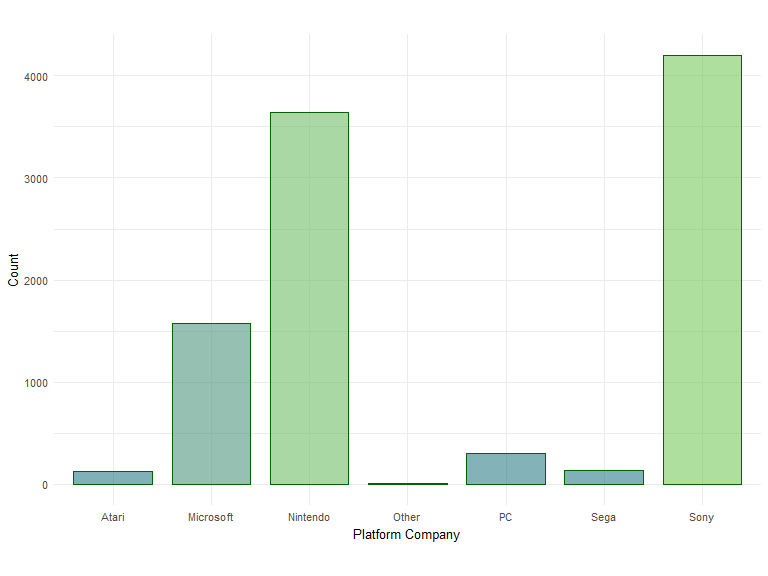 4000
3000
2000
1000
0
Count
Atari Microsoft Nintendo Other PC Sega Sony
Platform Company